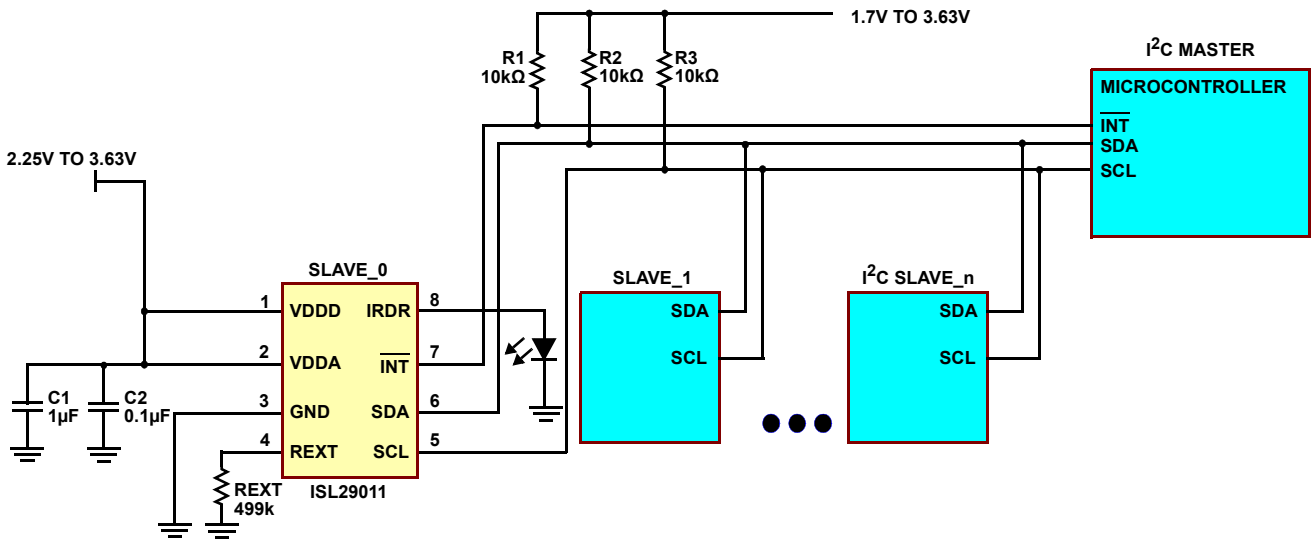 1.7V TO 3.63V
I²C MASTER
R1
10kΩ
R2
10kΩ
R3
10kΩ
MICROCONTROLLER
INT
SDA
SCL
2.25V TO 3.63V
SLAVE_0
1
VDDD
IRDR
8
2
VDDA
INT
7
3
GND
SDA
6
4
REXT
SCL
5
ISL29011
C1
1µF
C2
0.1µF
REXT
499k
SLAVE_1
SDA
SCL
I²C SLAVE_n
SDA
SCL